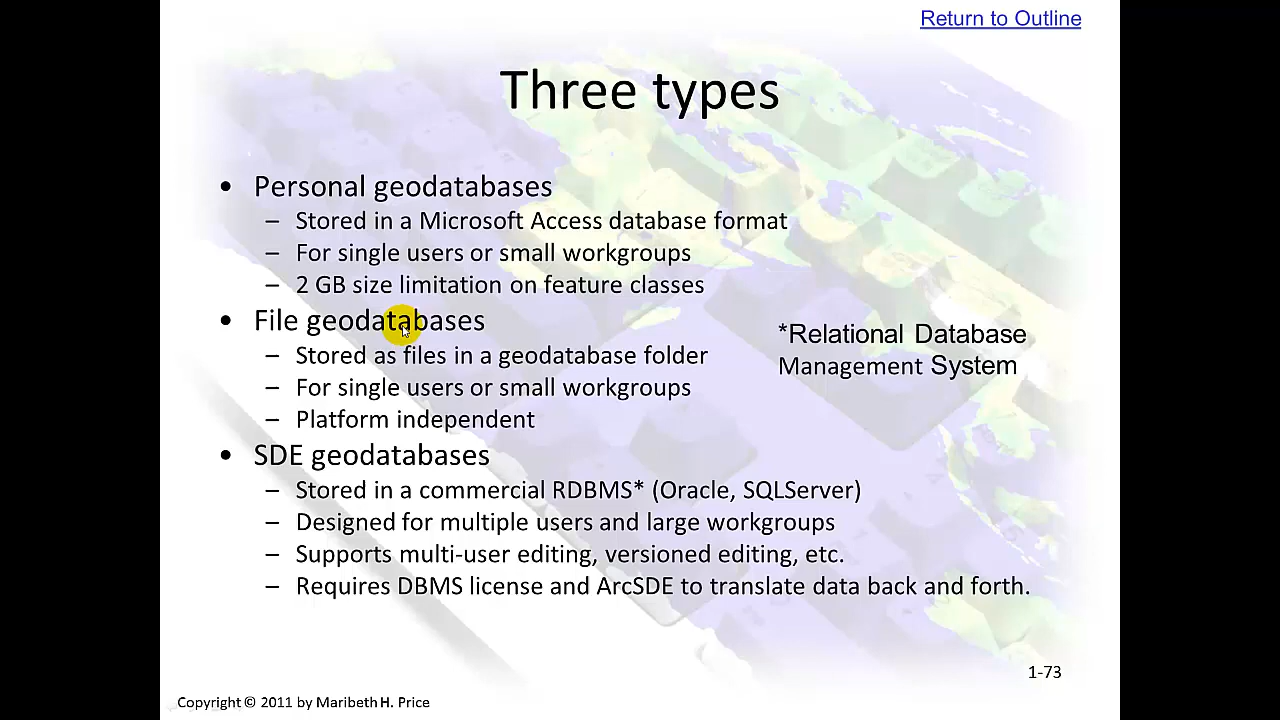 Return to Outline
Three types
• Personal geodatabases
– Stored in a Microsoft Access database format
– For single users or small workgroups
– 2 GB size limitation on feature classes
• File geodatabases
– Stored as files in a geodatabase folder
– For single users or small workgroups
– Platform independent
*Relational Database
Management System
• SDE geodatabases
– Stored in a commercial RDBMS* (Oracle, SQLServer)
– Designed for multiple users and large workgroups
– Supports multi-user editing, versioned editing, etc.
– Requires DBMS license and ArcSDE to translate data back and forth.
1-73
Copyright © 2011 by Maribeth H. Price